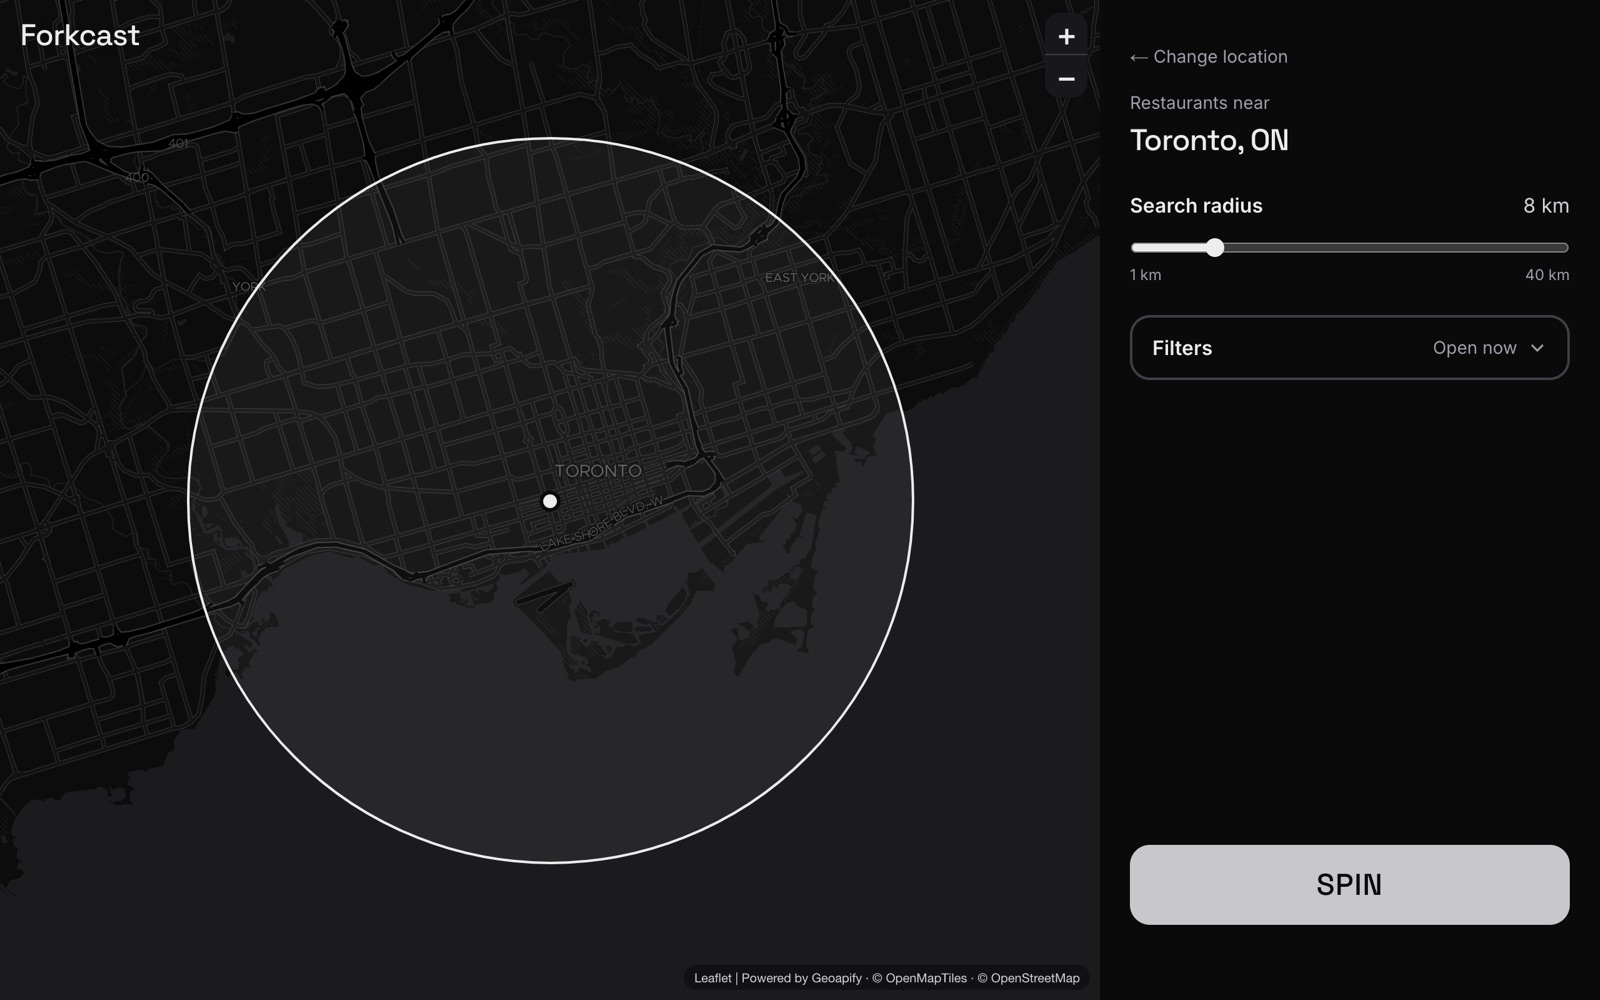 Forkcast
+
−
401
400
YORK
EAST YORK
TORONTO
LAKE SHORE BLVD. W
Leaflet | Powered by Geoapify · © OpenMapTiles · © OpenStreetMap
← Change location
Restaurants near
Toronto, ON
Search radius 8 km
1 km 40 km
Filters Open now
SPIN